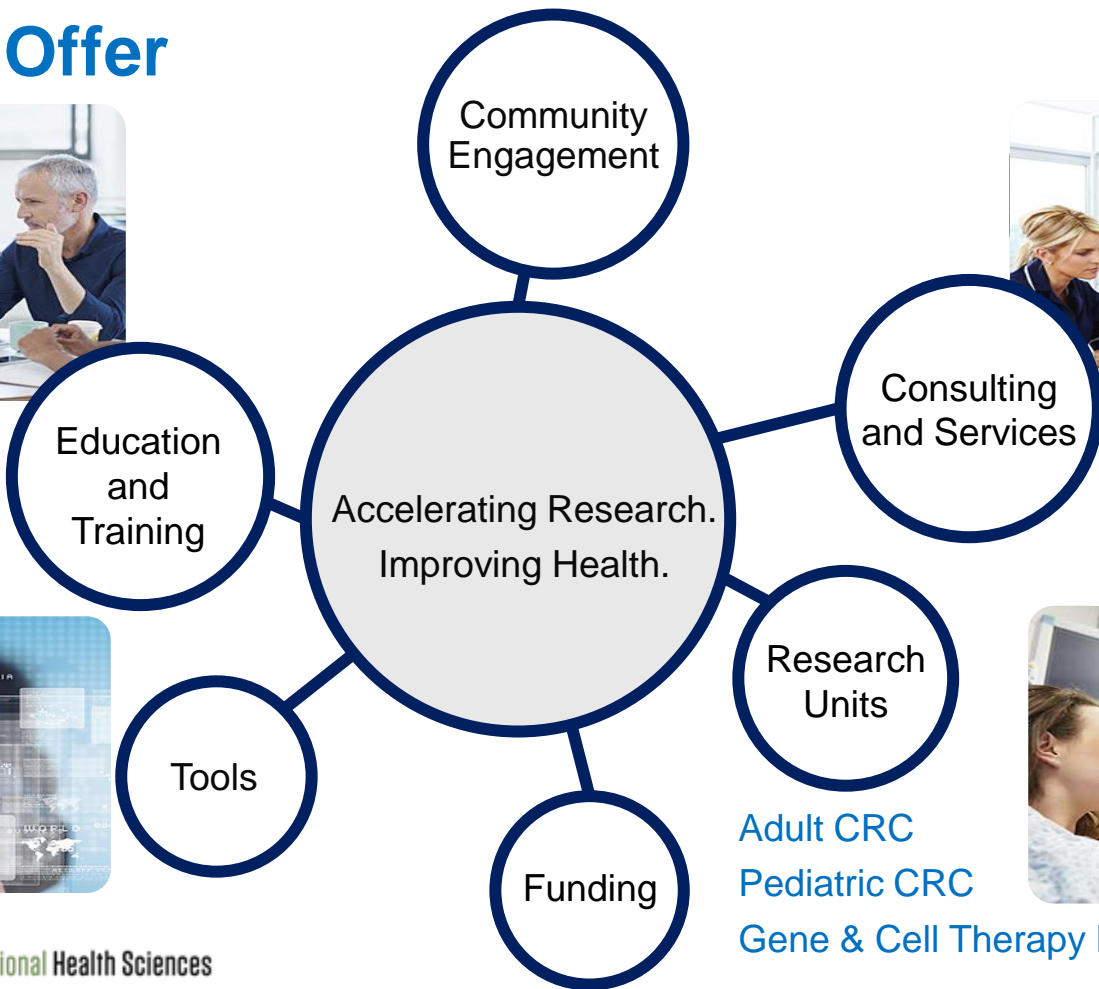 Offer
Community
Engagement
Consulting
and Services
Education
and
Training
Accelerating Research.
Improving Health.
Research
Units
Tools
Funding
Adult CRC
Pediatric CRC
Gene & Cell Therapy
WORLD
ional Health Sciences